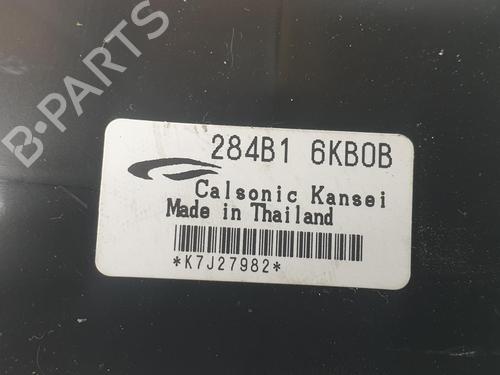 B-PARTS
284B1 6KB0B
Calsonic Kansei
Made in Thailand
*K7J27982*